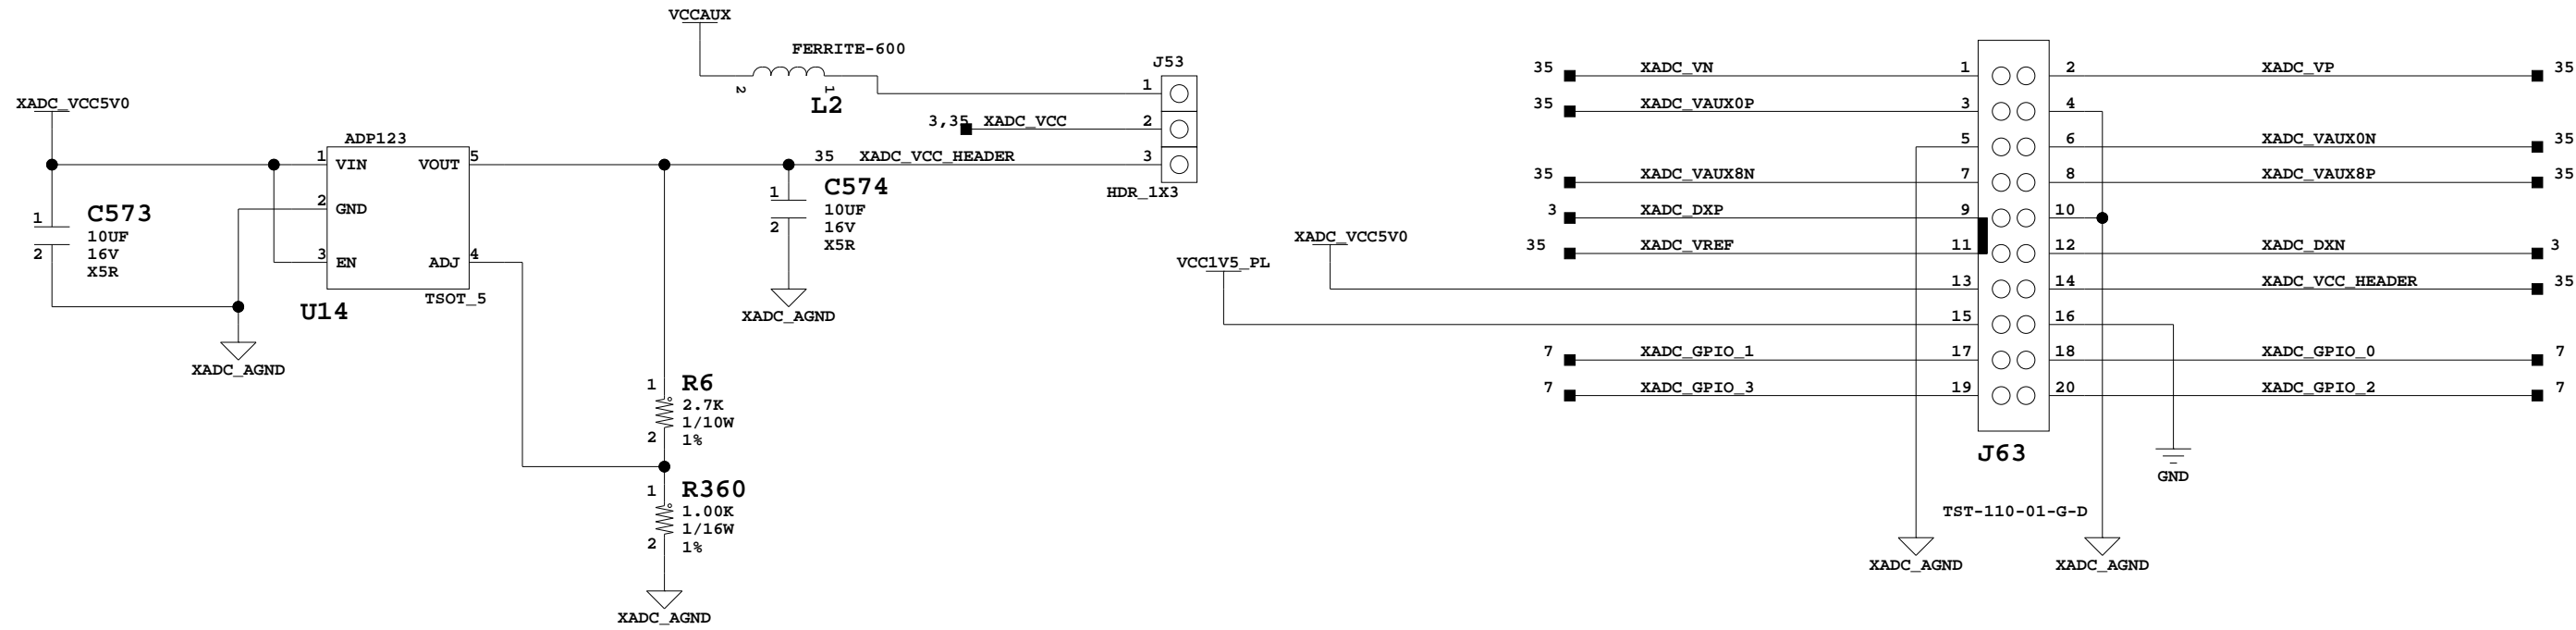 VCCAUX
FERRITE-600
2
1
L2
J53
1
3,35 XADC_VCC 2
35 XADC_VCC_HEADER 3
HDR_1X3
XADC_VCC5V0
ADP123
1 VIN VOUT 5
2 GND
3 EN ADJ 4
U14
TSOT_5
1
2
C573
10UF
16V
X5R
XADC_AGND
1
2
C574
10UF
16V
X5R
XADC_AGND
1
2
R6
2.7K
1/10W
1%
1
2
R360
1.00K
1/16W
1%
XADC_AGND
35 XADC_VN 1 2 XADC_VP 35
35 XADC_VAUX0P 3 4
5 6 XADC_VAUX0N 35
35 XADC_VAUX8N 7 8 XADC_VAUX8P 35
3 XADC_DXP 9 10
35 XADC_VREF 11 12 XADC_DXN 3
XADC_VCC5V0
13 14 XADC_VCC_HEADER 35
VCC1V5_PL
15 16
7 XADC_GPIO_1 17 18 XADC_GPIO_0 7
7 XADC_GPIO_3 19 20 XADC_GPIO_2 7
J63
GND
TST-110-01-G-D
XADC_AGND
XADC_AGND